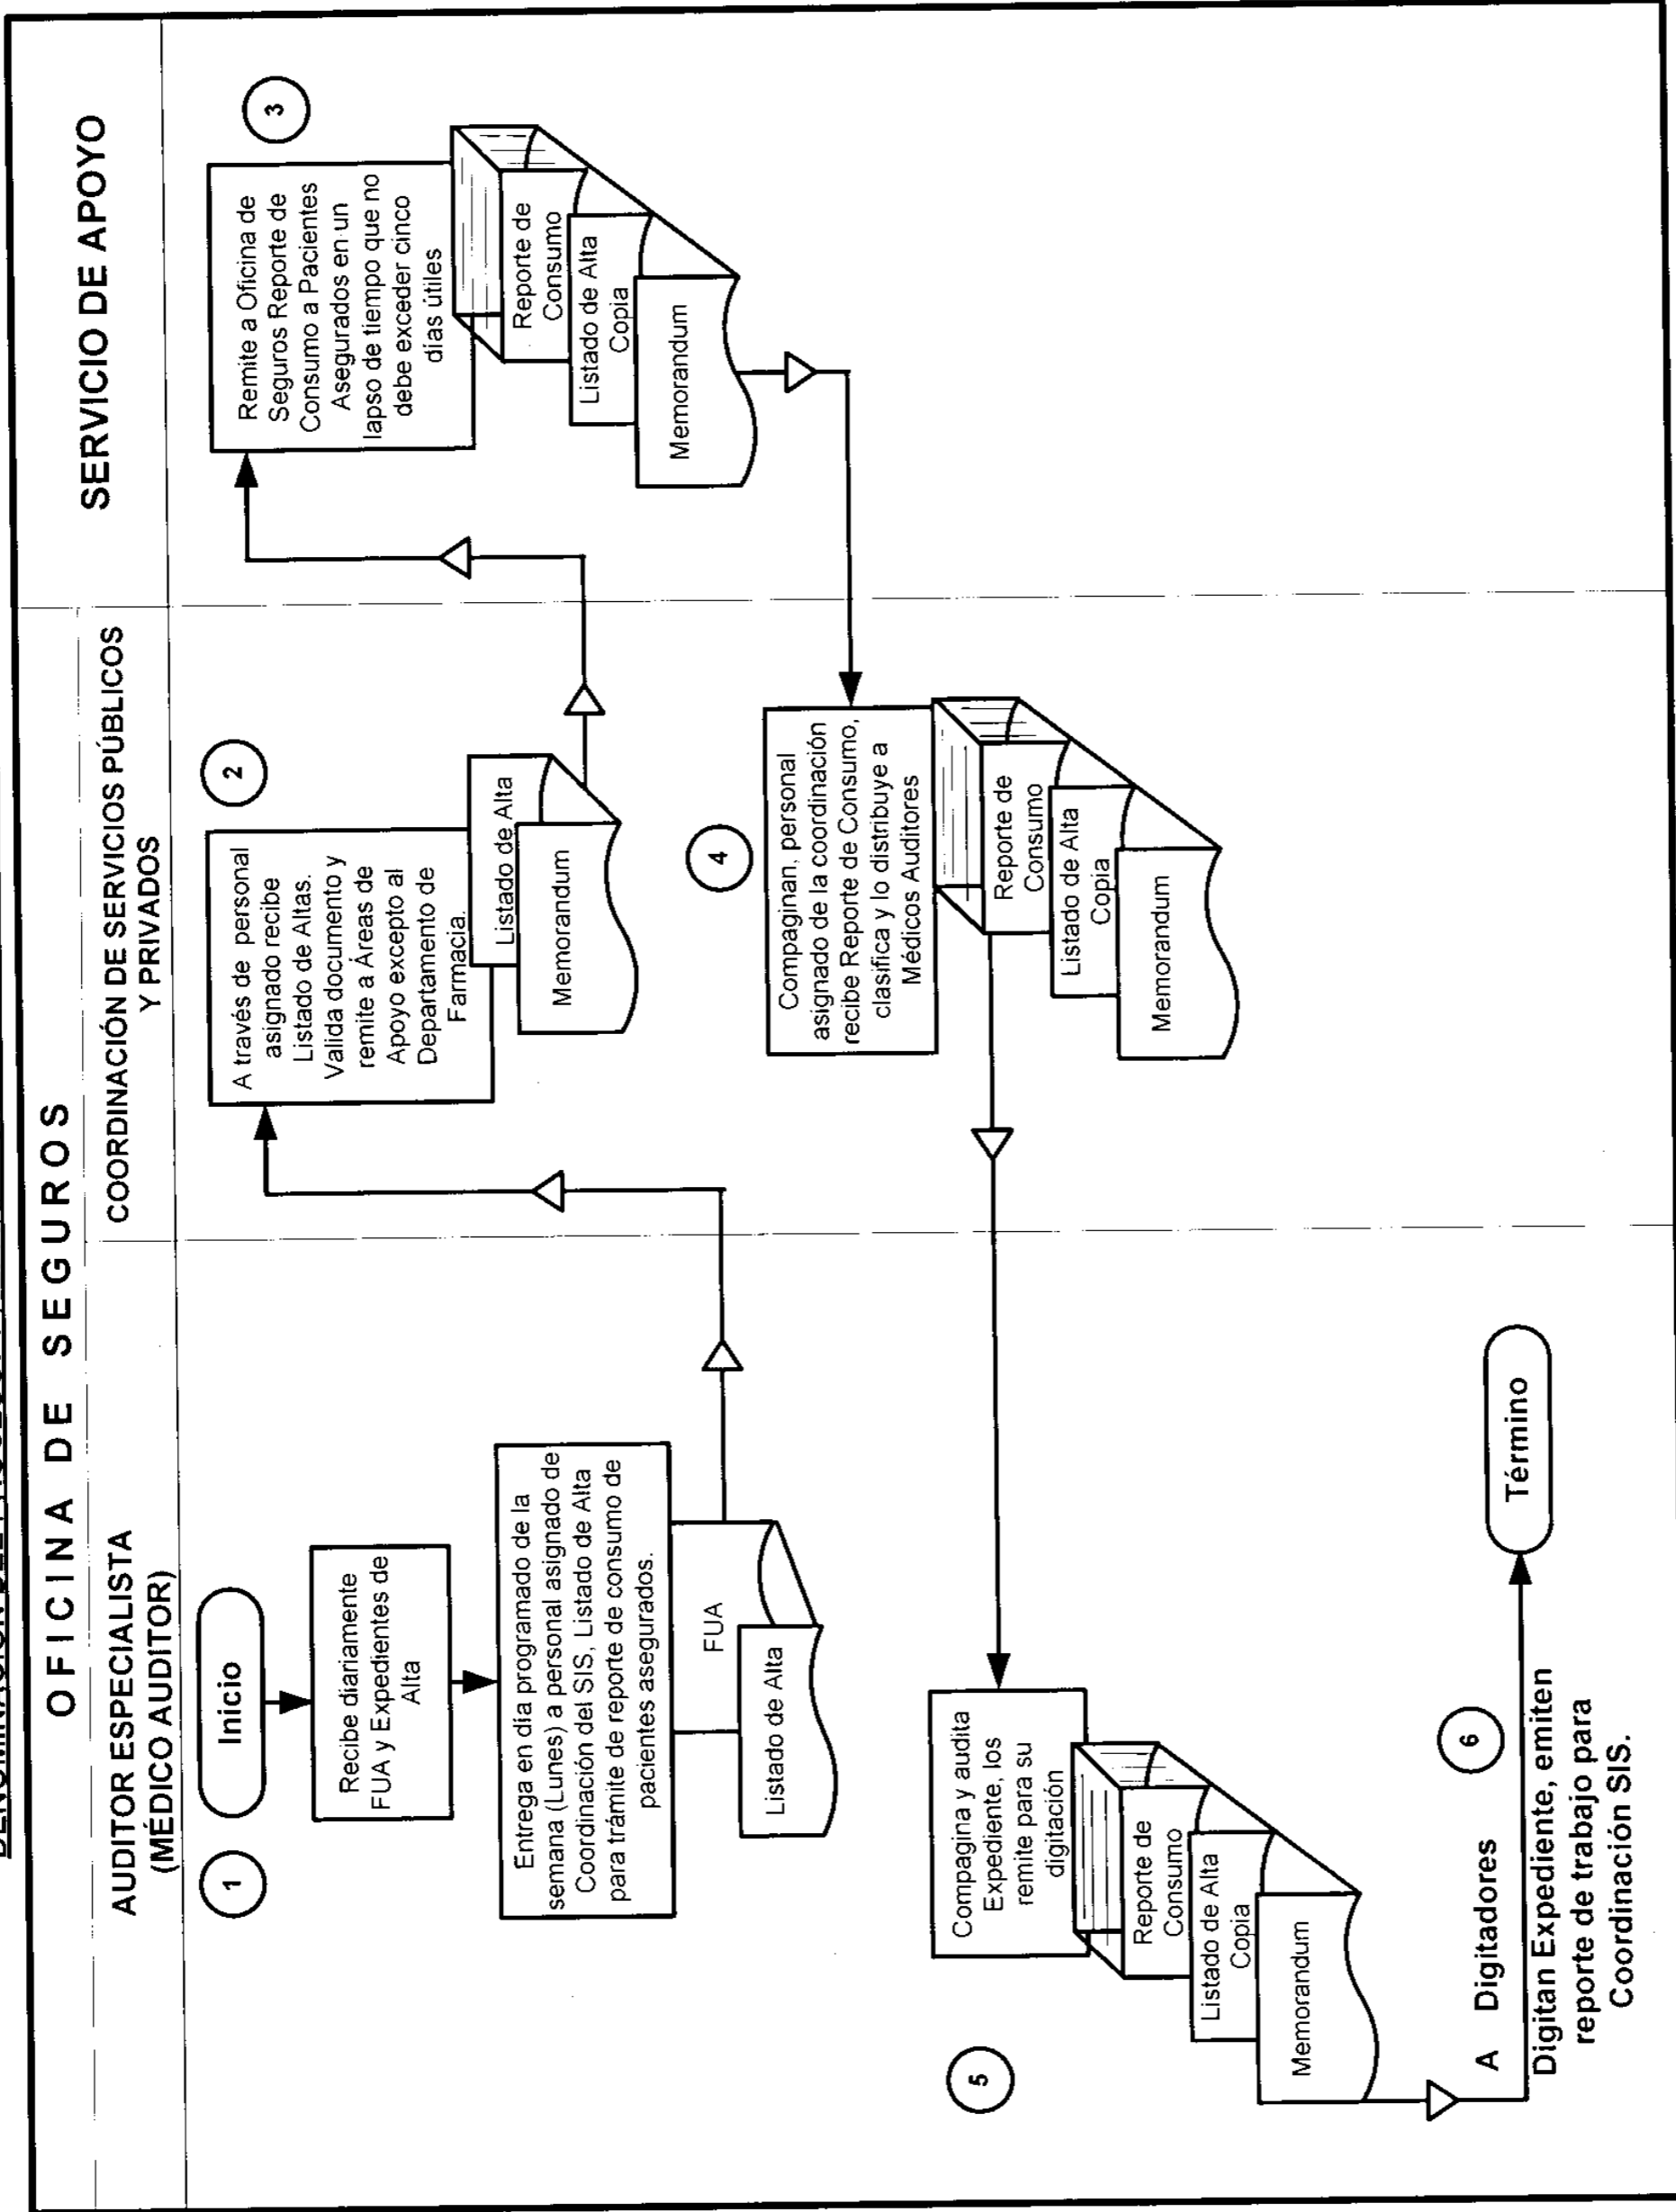 OFICINA DE SEGUROS
AUDITOR ESPECIALISTA
(MÉDICO AUDITOR)
COORDINACIÓN DE SERVICIOS PÚBLICOS
Y PRIVADOS
SERVICIO DE APOYO
1
Inicio
Recibe diariamente
FUA y Expedientes de
Alta
Entrega en día programado de la
semana (Lunes) a personal asignado de
Coordinación del SIS, Listado de Alta
para trámite de reporte de consumo de
pacientes asegurados.
FUA
Listado de Alta
2
A través de personal
asignado recibe
Listado de Altas.
Valida documento y
remite a Áreas de
Apoyo excepto al
Departamento de
Farmacia.
Listado de Alta
Memorandum
3
Remite a Oficina de
Seguros Reporte de
Consumo a Pacientes
Asegurados en un
lapso de tiempo que no
debe exceder cinco
días útiles
Reporte de
Consumo
Listado de Alta
Copia
Memorandum
4
Compaginan, personal
asignado de la coordinación
recibe Reporte de Consumo,
clasifica y lo distribuye a
Médicos Auditores
Reporte de
Consumo
Listado de Alta
Copia
Memorandum
5
Compagina y audita
Expediente, los
remite para su
digitación
Reporte de
Consumo
Listado de Alta
Copia
Memorandum
6
A Digitadores
Digitan Expediente, emiten
reporte de trabajo para
Coordinación SIS.
Término